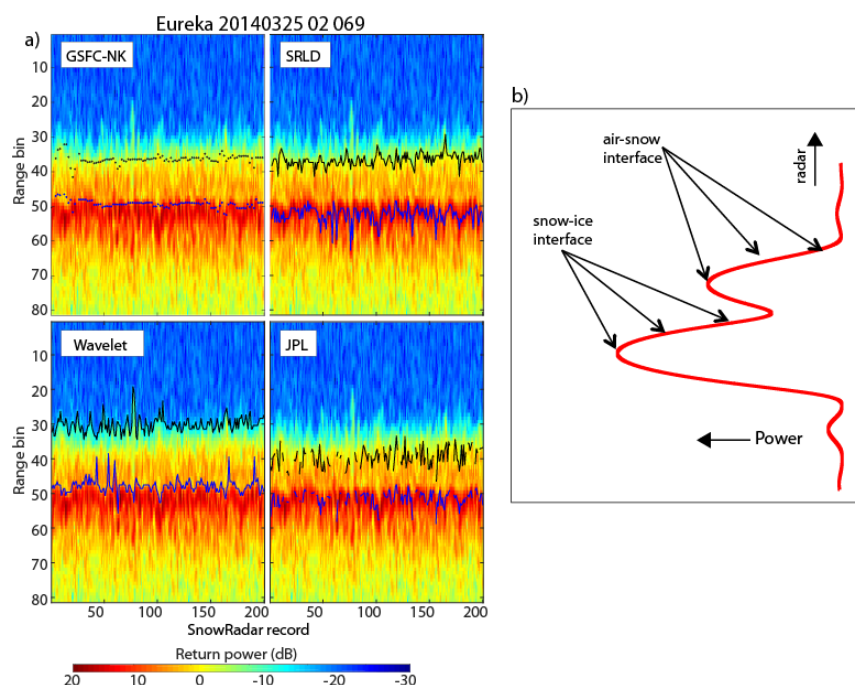 Eureka 20140325 02 069
a)
GSFC-NK
SRLD
0
10
20
30
40
50
60
70
80
Range bin
Wavelet
JPL
0
10
20
30
40
50
60
70
80
Range bin
50
100
150
200
50
100
150
200
SnowRadar record
Return power (dB)
20
10
0
-10
-20
-30
b)
air-snow
interface
radar
snow-ice
interface
Power